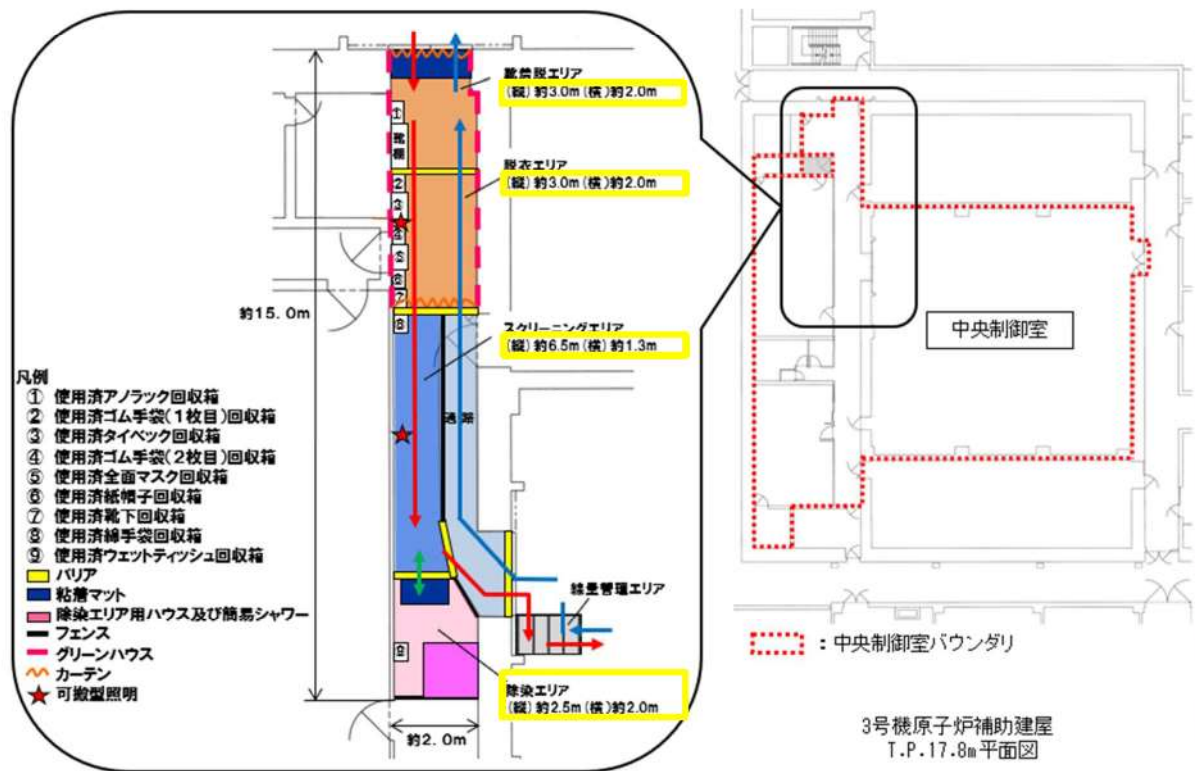 靴着脱エリア
(縦)約3.0m(横)約2.0m
①
靴棚
脱衣エリア
(縦)約3.0m(横)約2.0m
②
③
④
⑤
⑥
⑦
約15.0m
スクリーニングエリア
(縦)約6.5m(横)約1.3m
⑧
通路
中央制御室
凡例
① 使用済アノラック回収箱
② 使用済ゴム手袋(1枚目)回収箱
③ 使用済タイベック回収箱
④ 使用済ゴム手袋(2枚目)回収箱
⑤ 使用済全面マスク回収箱
⑥ 使用済紙帽子回収箱
⑦ 使用済靴下回収箱
⑧ 使用済綿手袋回収箱
⑨ 使用済ウェットティッシュ回収箱
バリア
粘着マット
除染エリア用ハウス及び簡易シャワー
フェンス
グリーンハウス
カーテン
可搬型照明
線量管理エリア
⑨
除染エリア
(縦)約2.5m(横)約2.0m
約2.0m
:中央制御室バウンダリ
3号機原子炉補助建屋
T.P.17.8m平面図